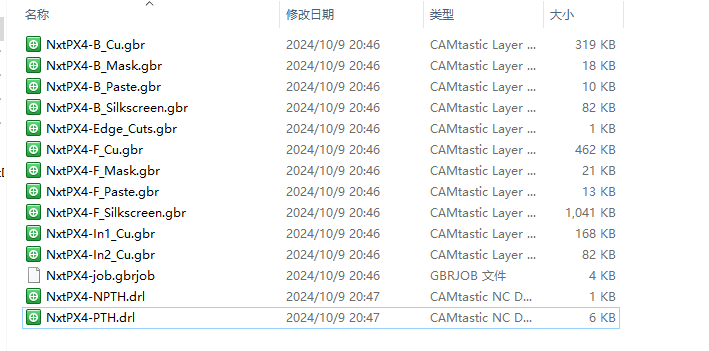 名称 修改日期 类型 大小
NxtPX4-B_Cu.gbr 2024/10/9 20:46 CAMtastic Layer ... 319 KB
NxtPX4-B_Mask.gbr 2024/10/9 20:46 CAMtastic Layer ... 18 KB
NxtPX4-B_Paste.gbr 2024/10/9 20:46 CAMtastic Layer ... 10 KB
NxtPX4-B_Silkscreen.gbr 2024/10/9 20:46 CAMtastic Layer ... 82 KB
NxtPX4-Edge_Cuts.gbr 2024/10/9 20:46 CAMtastic Layer ... 1 KB
NxtPX4-F_Cu.gbr 2024/10/9 20:46 CAMtastic Layer ... 462 KB
NxtPX4-F_Mask.gbr 2024/10/9 20:46 CAMtastic Layer ... 21 KB
NxtPX4-F_Paste.gbr 2024/10/9 20:46 CAMtastic Layer ... 13 KB
NxtPX4-F_Silkscreen.gbr 2024/10/9 20:46 CAMtastic Layer ... 1,041 KB
NxtPX4-In1_Cu.gbr 2024/10/9 20:46 CAMtastic Layer ... 168 KB
NxtPX4-In2_Cu.gbr 2024/10/9 20:46 CAMtastic Layer ... 82 KB
NxtPX4-job.gbrjob 2024/10/9 20:46 GBRJOB 文件 4 KB
NxtPX4-NPTH.drl 2024/10/9 20:47 CAMtastic NC D... 1 KB
NxtPX4-PTH.drl 2024/10/9 20:47 CAMtastic NC D... 6 KB